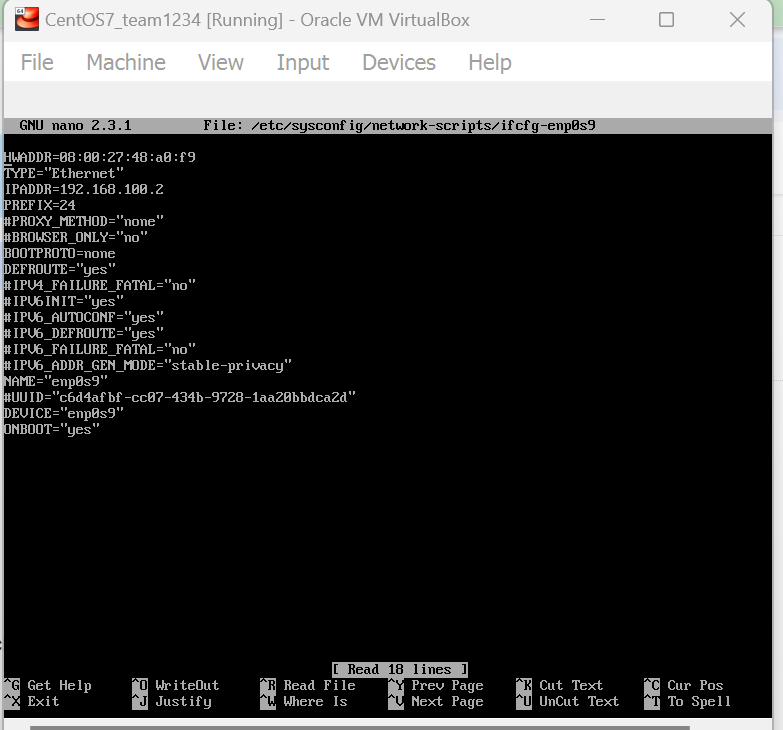 64
CentOS7_team1234 [Running] - Oracle VM VirtualBox
File Machine View Input Devices Help
GNU nano 2.3.1 File: /etc/sysconfig/network-scripts/ifcfg-enp0s9
HWADDR=08:00:27:48:a0:f9
TYPE="Ethernet"
IPADDR=192.168.100.2
PREFIX=24
#PROXY_METHOD="none"
#BROWSER_ONLY="no"
BOOTPROTO=none
DEFROUTE="yes"
#IPV4_FAILURE_FATAL="no"
#IPV6INIT="yes"
#IPV6_AUTOCONF="yes"
#IPV6_DEFROUTE="yes"
#IPV6_FAILURE_FATAL="no"
#IPV6_ADDR_GEN_MODE="stable-privacy"
NAME="enp0s9"
#UUID="c6d4afbf-cc07-434b-9728-1aa20bbdca2d"
DEVICE="enp0s9"
ONBOOT="yes"
[ Read 18 lines ]
^G Get Help ^O WriteOut ^R Read File ^Y Prev Page ^K Cut Text ^C Cur Pos
^X Exit ^J Justify ^W Where Is ^V Next Page ^U UnCut Text ^T To Spell